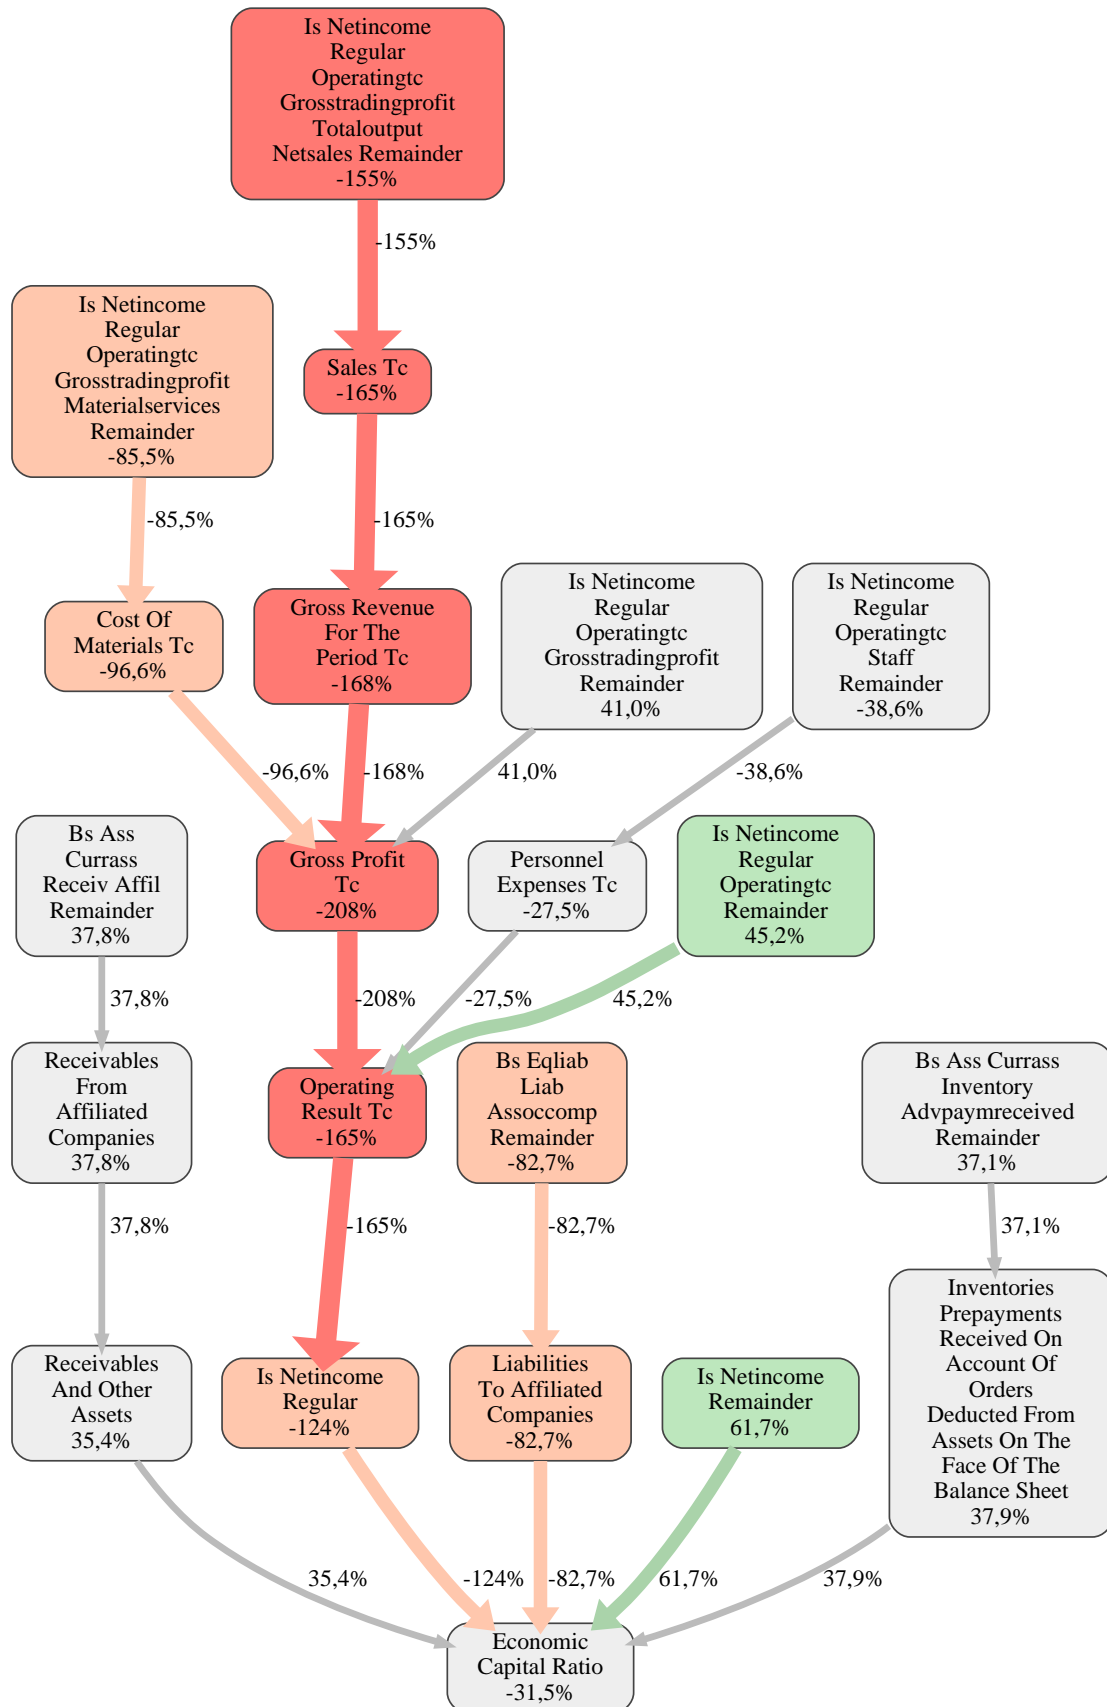 Is Netincome
Regular
Operatingtc
Grosstradingprofit
Totaloutput
Netsales Remainder
-155%
-155%
Is Netincome
Regular
Operatingtc
Grosstradingprofit
Materialservices
Remainder
-85,5%
Sales Tc
-165%
-85,5%
-165%
Cost Of
Materials Tc
-96,6%
Gross Revenue
For The
Period Tc
-168%
Is Netincome
Regular
Operatingtc
Grosstradingprofit
Remainder
41,0%
Is Netincome
Regular
Operatingtc
Staff
Remainder
-38,6%
-96,6%
-168%
41,0%
-38,6%
Bs Ass
Currass
Receiv Affil
Remainder
37,8%
Gross Profit
Tc
-208%
Personnel
Expenses Tc
-27,5%
Is Netincome
Regular
Operatingtc
Remainder
45,2%
37,8%
-208%
-27,5%
45,2%
Receivables
From
Affiliated
Companies
37,8%
Operating
Result Tc
-165%
Bs Eqliab
Liab
Assoccomp
Remainder
-82,7%
Bs Ass Currass
Inventory
Advpaymreceived
Remainder
37,1%
37,8%
-165%
-82,7%
37,1%
Receivables
And Other
Assets
35,4%
Is Netincome
Regular
-124%
Liabilities
To Affiliated
Companies
-82,7%
Is Netincome
Remainder
61,7%
Inventories
Prepayments
Received On
Account Of
Orders
Deducted From
Assets On The
Face Of The
Balance Sheet
37,9%
35,4%
-124%
-82,7%
61,7%
37,9%
Economic
Capital Ratio
-31,5%